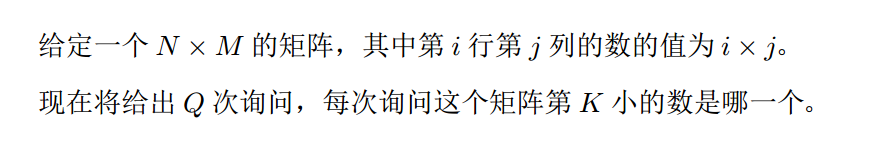 给定一个 N × M 的矩阵，其中第 i 行第 j 列的数的值为 i × j。
现在将给出 Q 次询问，每次询问这个矩阵第 K 小的数是哪一个。